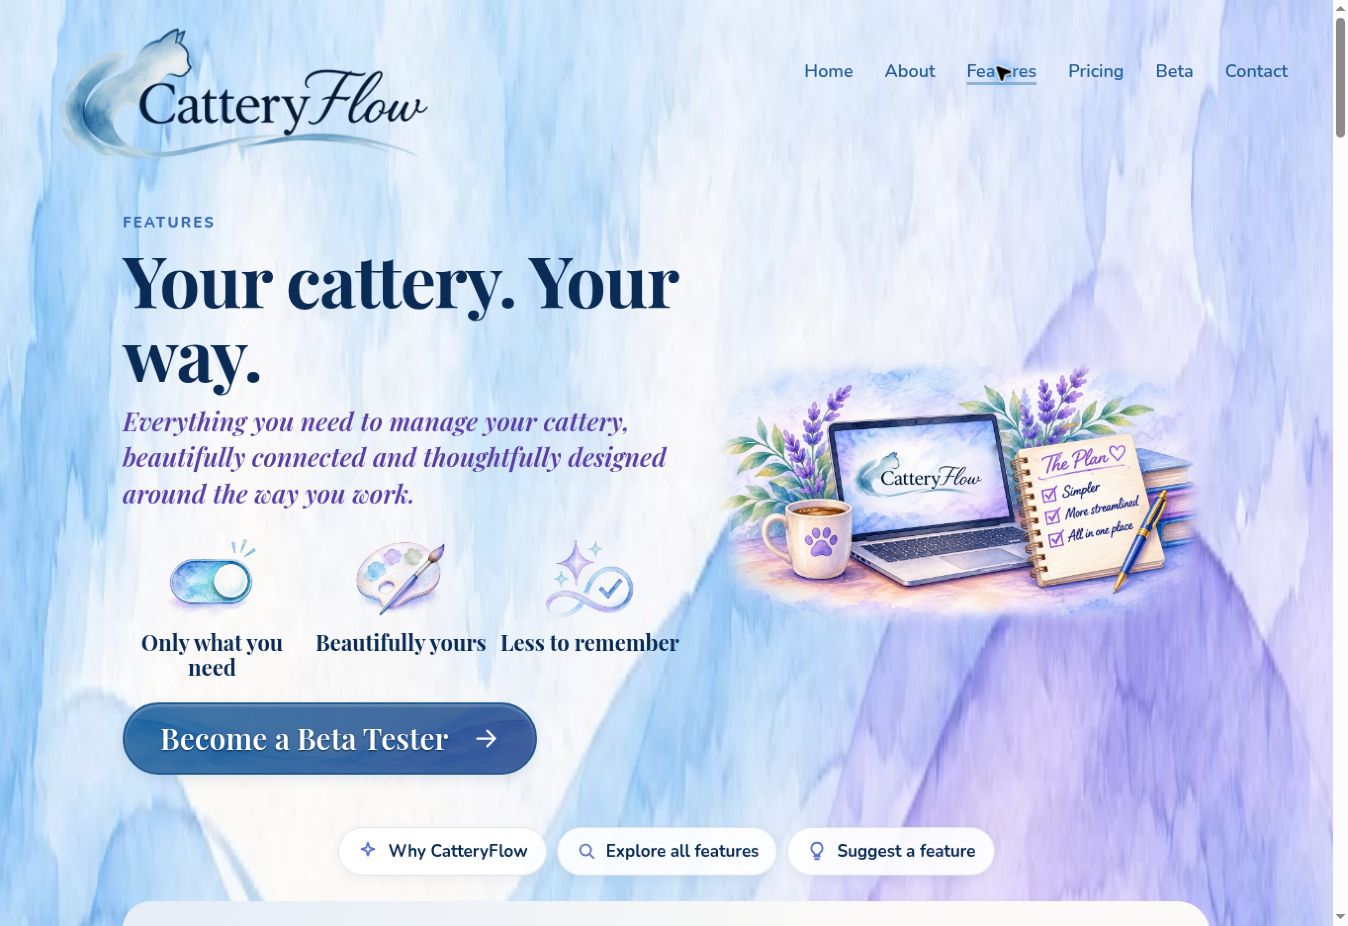 CatteryFlow
Home
About
Features
Pricing
Beta
Contact
FEATURES
Your cattery. Your
way.
Everything you need to manage your cattery,
beautifully connected and thoughtfully designed
around the way you work.
CatteryFlow
The Plan
Simpler
More streamlined
All in one place
Only what you
need
Beautifully yours
Less to remember
Become a Beta Tester
Why CatteryFlow
Explore all features
Suggest a feature